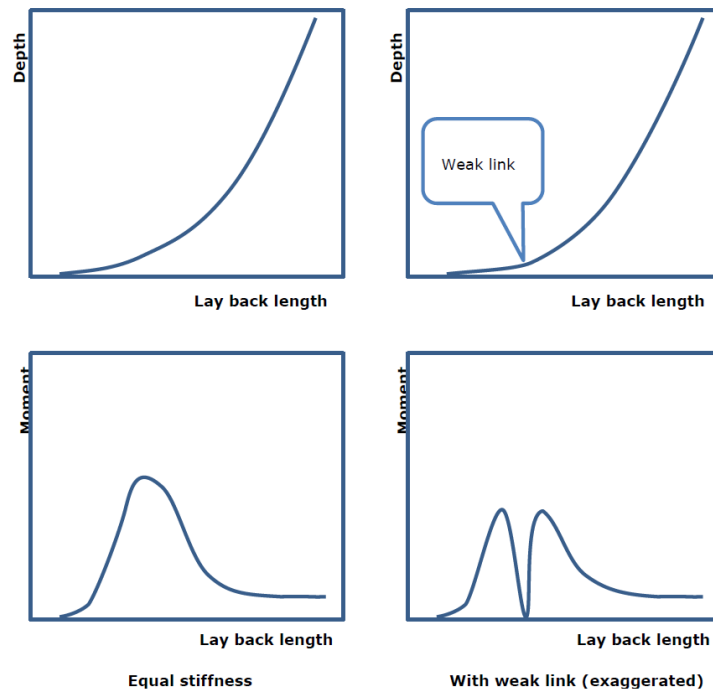 Depth
Depth
Weak link
Lay back length
Lay back length
Moment
Moment
Lay back length
Lay back length
Equal stiffness
With weak link (exaggerated)